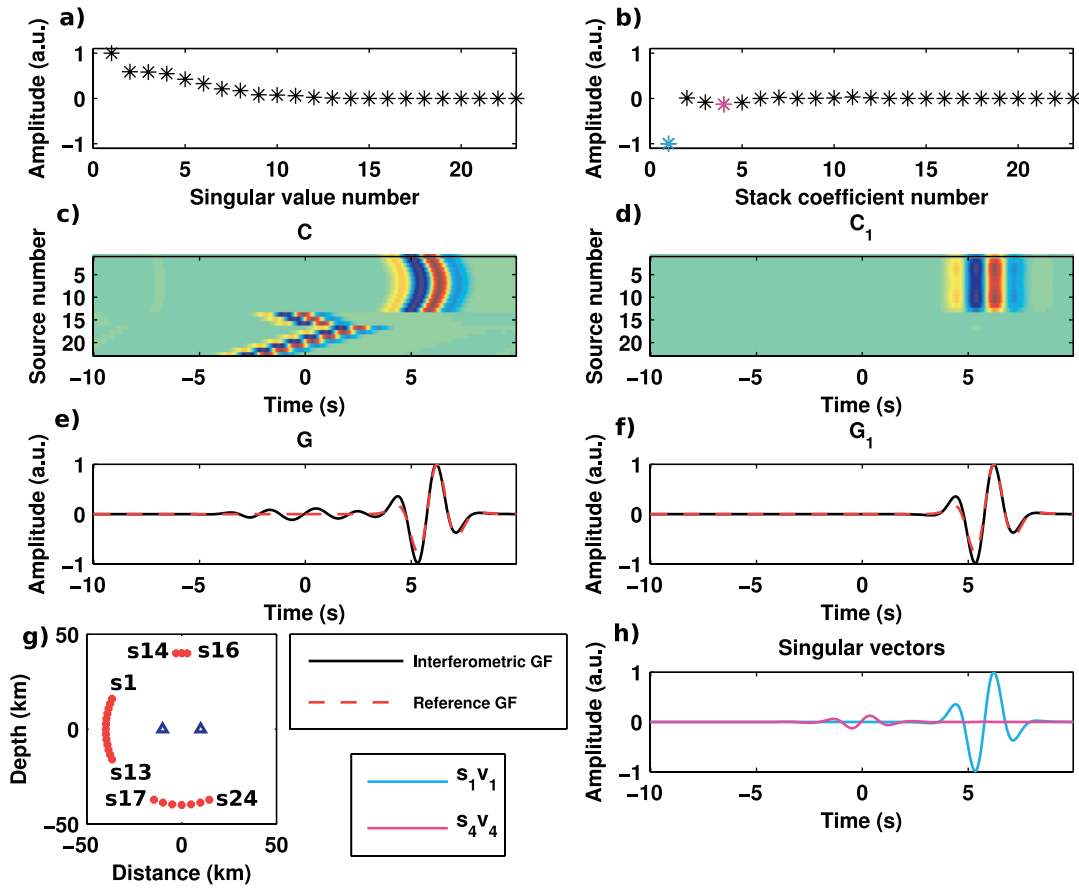 a)
Amplitude (a.u.)
1
0
−1
0 5 10 15 20
Singular value number
b)
Amplitude (a.u.)
1
0
−1
0 5 10 15 20
Stack coefficient number
c)
C
Source number
5
10
15
20
−10 −5 0 5
Time (s)
d)
C1
Source number
5
10
15
20
−10 −5 0 5
Time (s)
e)
G
Amplitude (a.u.)
1
0
−1
−10 −5 0 5
Time (s)
f)
G1
Amplitude (a.u.)
1
0
−1
−10 −5 0 5
Time (s)
g)
Depth (km)
50
0
−50
s14 s16
s1
s13
s17 s24
−50 0 50
Distance (km)
Interferometric GF
Reference GF
s1v1
s4v4
h)
Singular vectors
Amplitude (a.u.)
1
0
−1
−10 −5 0 5
Time (s)